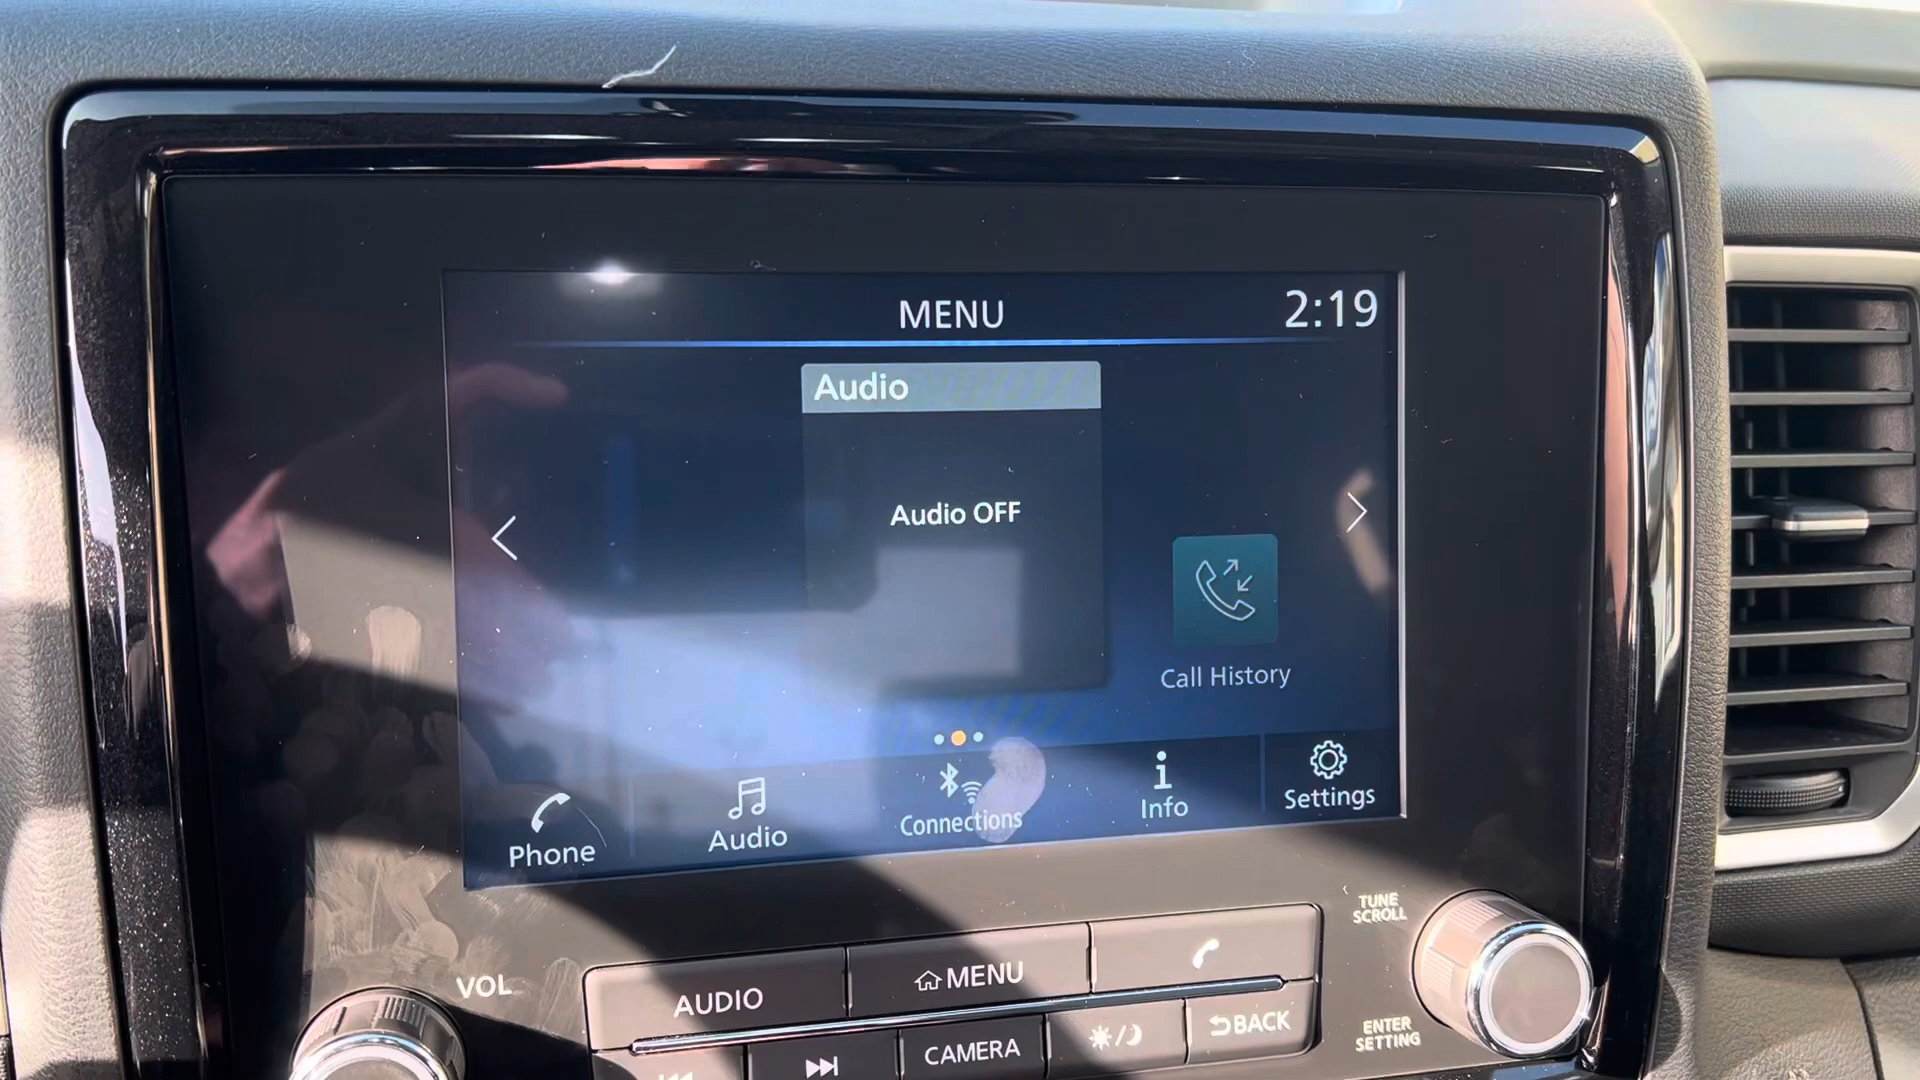 MENU
2:19
Audio
Audio OFF
Call History
Phone
Audio
Connections
Info
Settings
VOL
AUDIO
MENU
TUNE
SCROLL
CAMERA
BACK
ENTER
SETTING